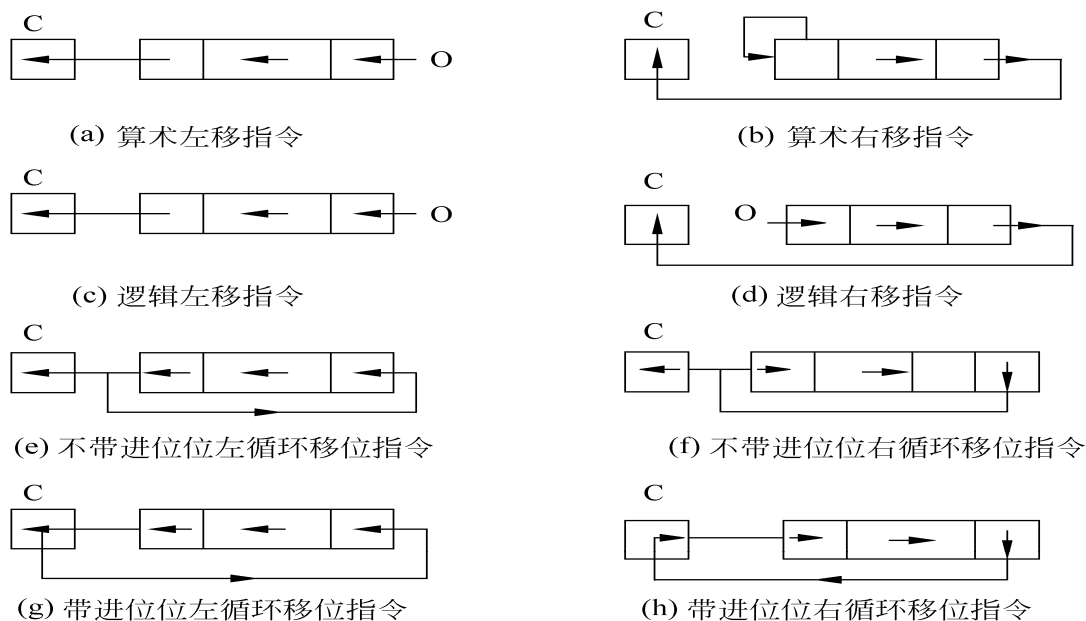 C C
O
(a) 算术左移指令 (b) 算术右移指令
C C
O O
(c) 逻辑左移指令 (d) 逻辑右移指令
C C
(e) 不带进位位左循环移位指令 (f) 不带进位位右循环移位指令
C C
(g) 带进位位左循环移位指令 (h) 带进位位右循环移位指令